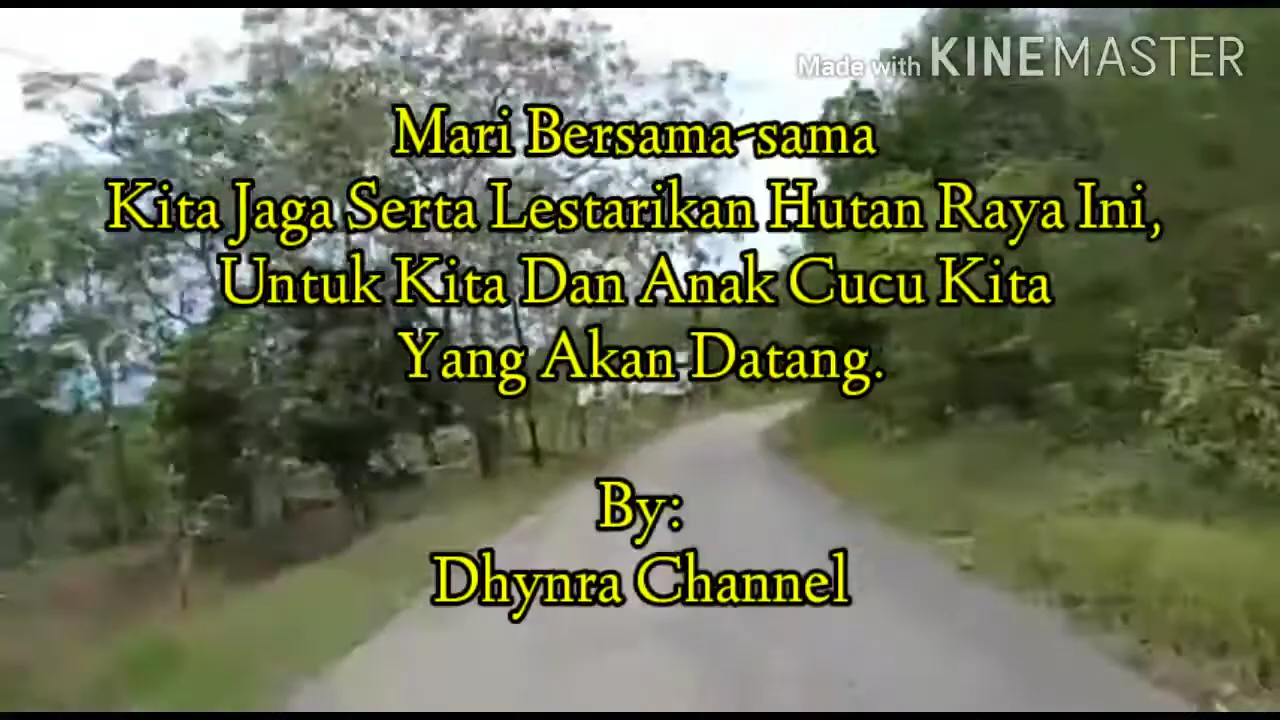 Made with KINEMASTER
Mari Bersama-sama
Kita Jaga Serta Lestarikan Hutan Raya Ini,
Untuk Kita Dan Anak Cucu Kita
Yang Akan Datang.
By:
Dhynra Channel